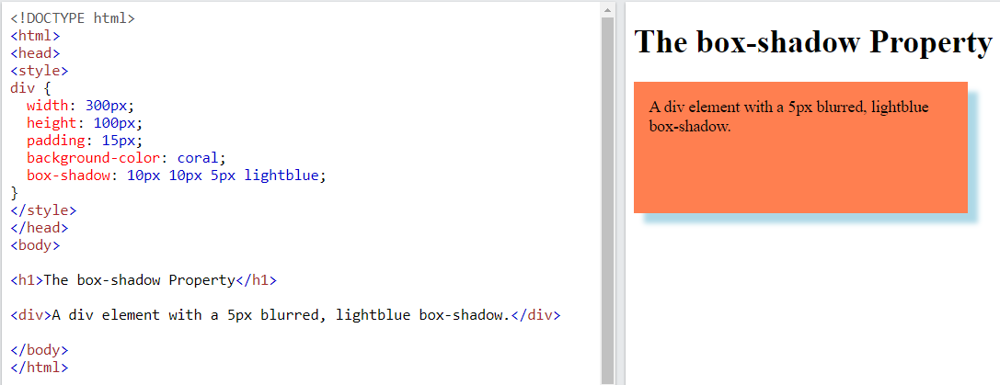 <!DOCTYPE html>
<html>
<head>
<style>
div {
  width: 300px;
  height: 100px;
  padding: 15px;
  background-color: coral;
  box-shadow: 10px 10px 5px lightblue;
}
</style>
</head>
<body>

<h1>The box-shadow Property</h1>

<div>A div element with a 5px blurred, lightblue box-shadow.</div>

</body>
</html>
The box-shadow Property
A div element with a 5px blurred, lightblue
box-shadow.